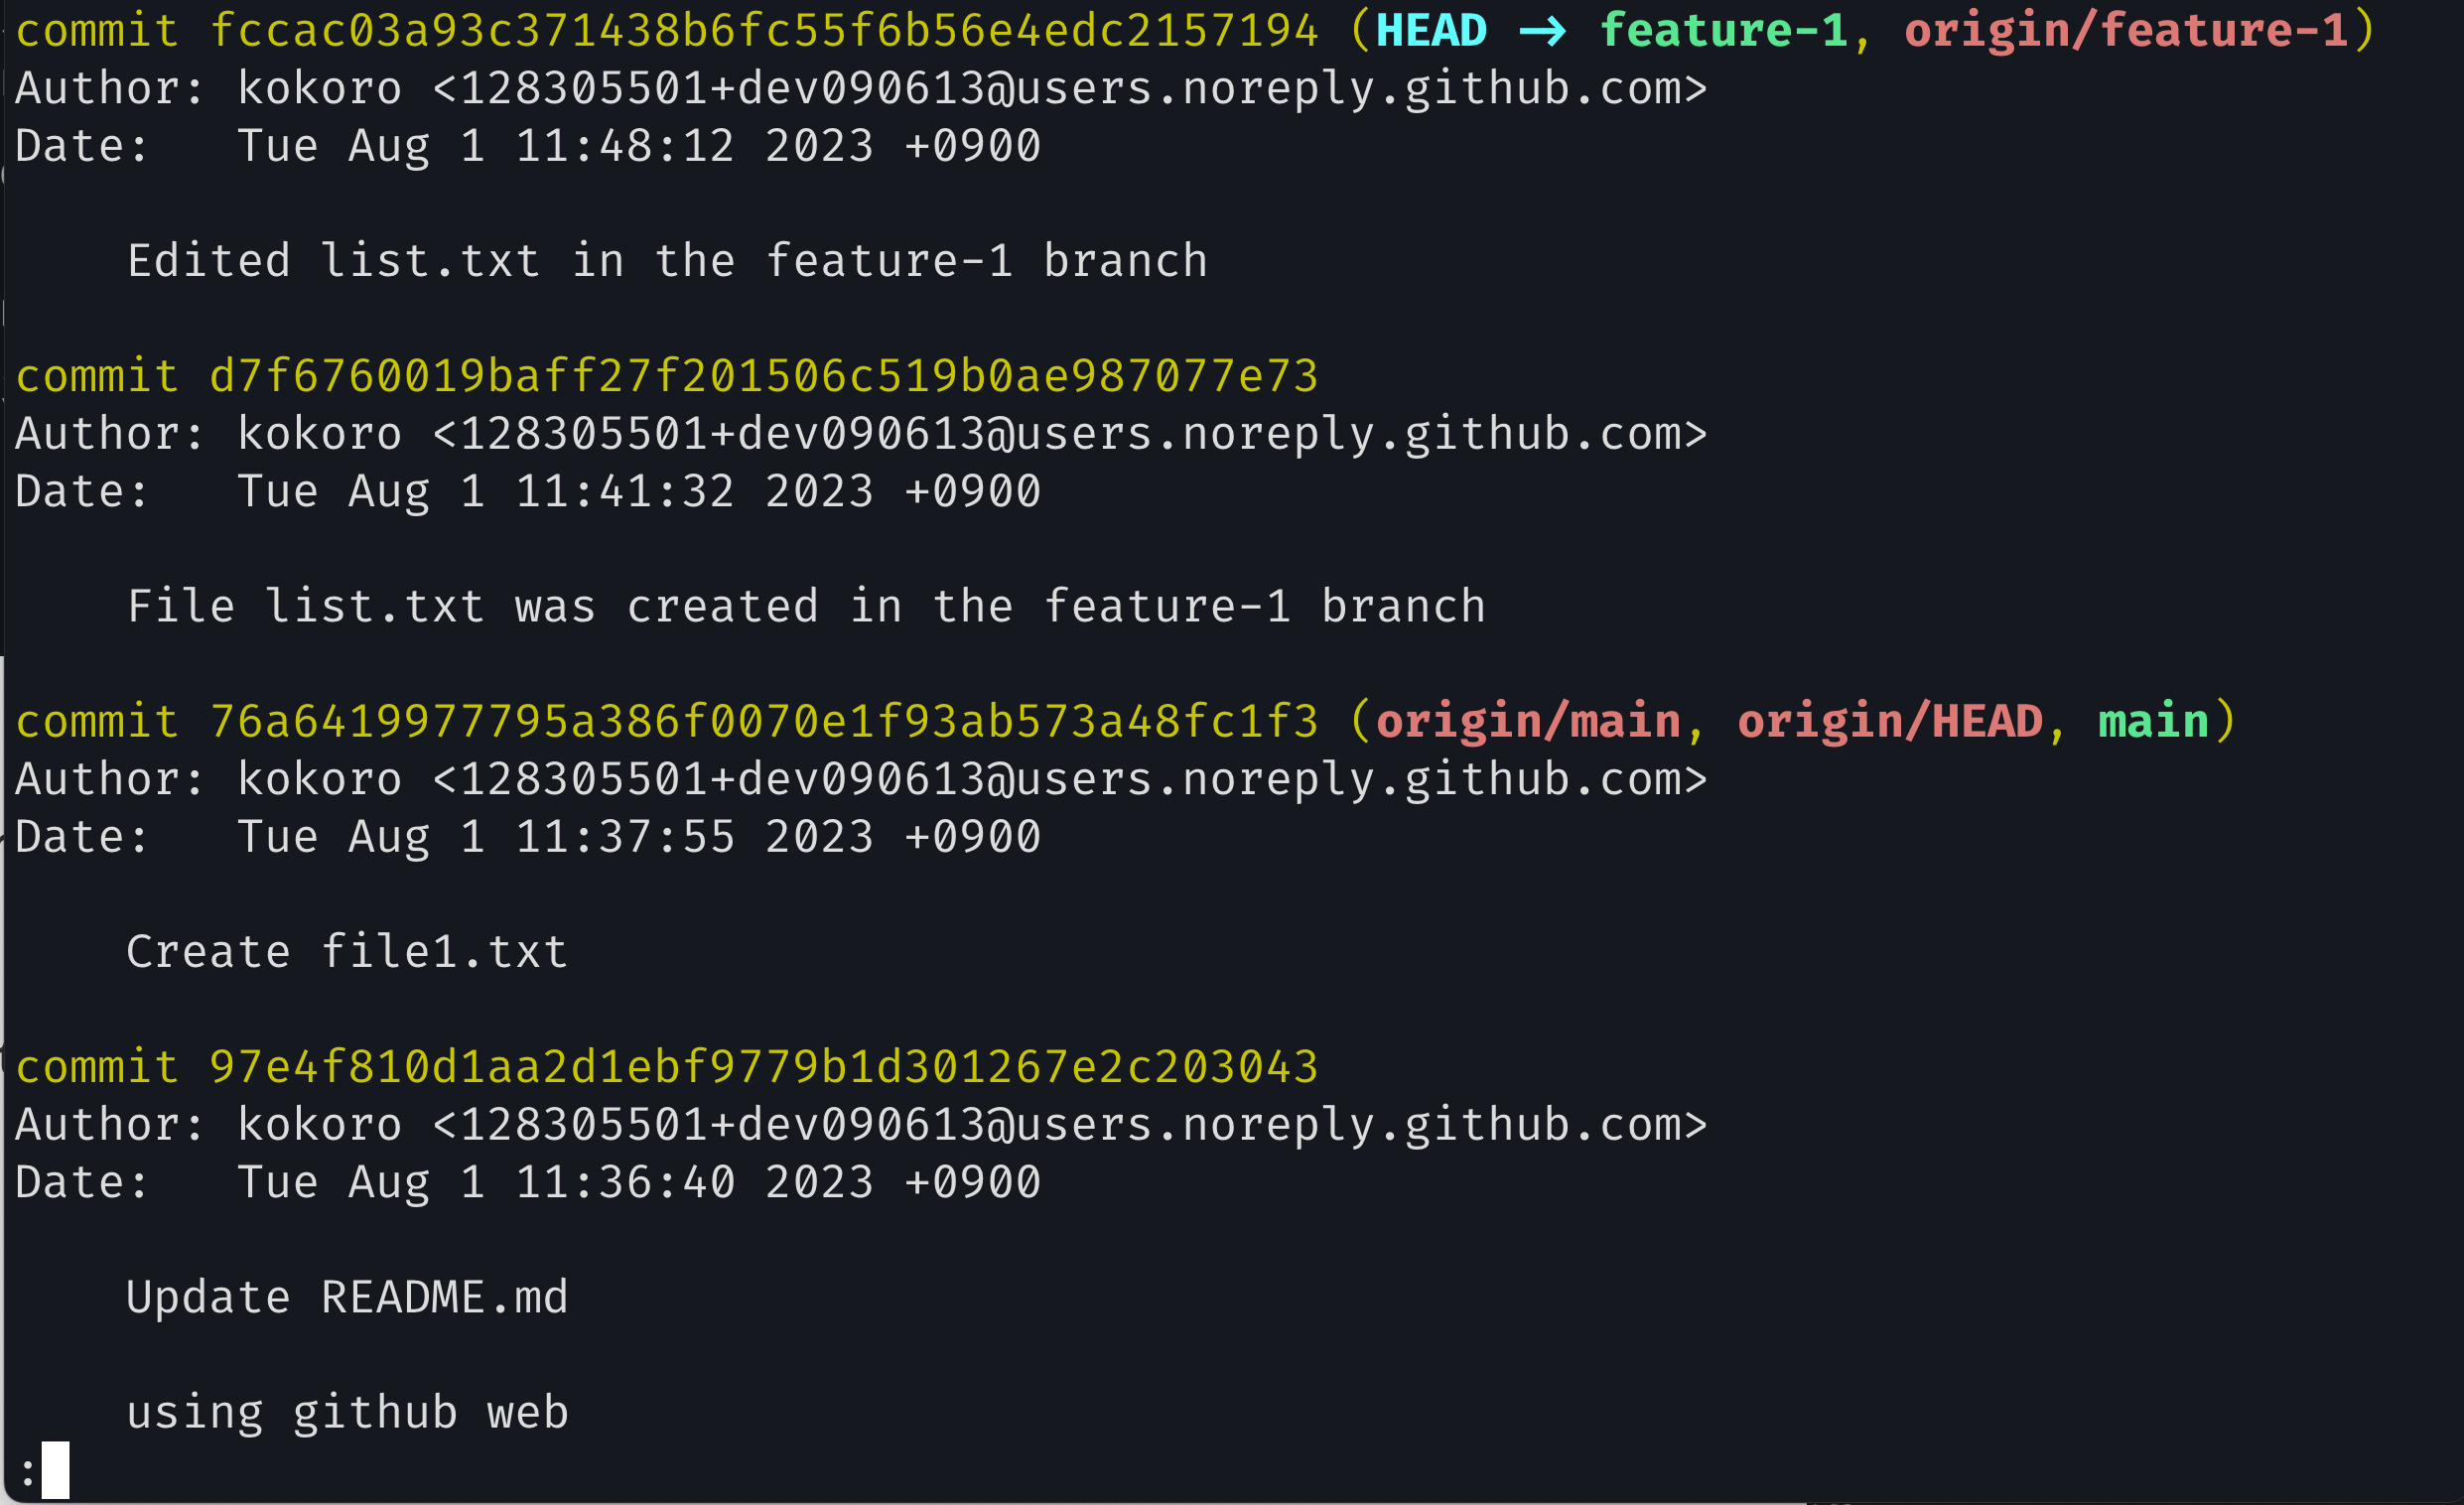 commit fccac03a93c371438b6fc55f6b56e4edc2157194 (HEAD -> feature-1, origin/feature-1)
Author: kokoro <128305501+dev090613@users.noreply.github.com>
Date:   Tue Aug 1 11:48:12 2023 +0900
    Edited list.txt in the feature-1 branch
commit d7f6760019baff27f201506c519b0ae987077e73
Author: kokoro <128305501+dev090613@users.noreply.github.com>
Date:   Tue Aug 1 11:41:32 2023 +0900
    File list.txt was created in the feature-1 branch
commit 76a6419977795a386f0070e1f93ab573a48fc1f3 (origin/main, origin/HEAD, main)
Author: kokoro <128305501+dev090613@users.noreply.github.com>
Date:   Tue Aug 1 11:37:55 2023 +0900
    Create file1.txt
commit 97e4f810d1aa2d1ebf9779b1d301267e2c203043
Author: kokoro <128305501+dev090613@users.noreply.github.com>
Date:   Tue Aug 1 11:36:40 2023 +0900
    Update README.md
    using github web
: